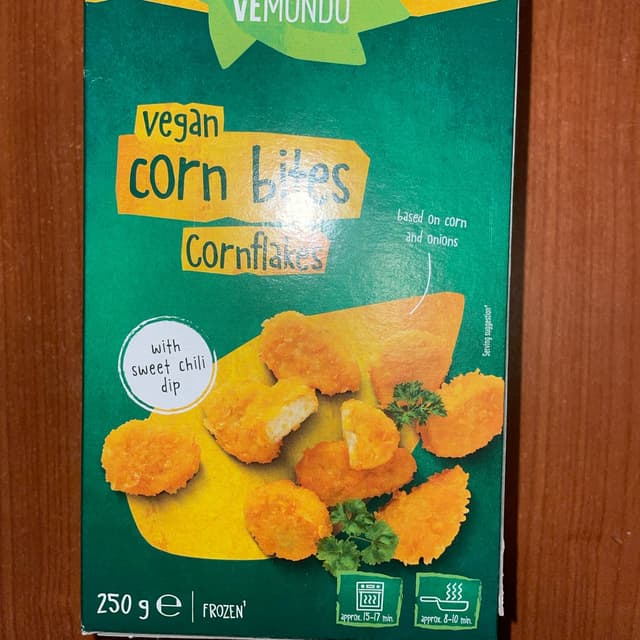 VEMONDO
vegan
corn bites
Cornflakes
based on corn
and onions
Serving suggestion¹
with
sweet chili
dip
250 g ℮ FROZEN¹
approx. 15-17 min.
approx. 8-10 min.